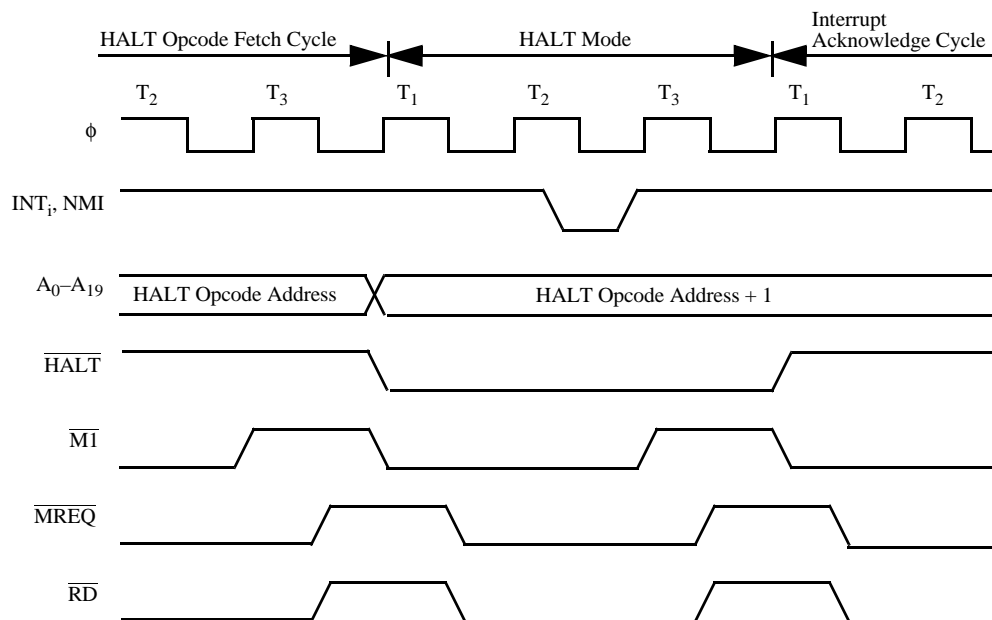 HALT Opcode Fetch Cycle
HALT Mode
Interrupt
Acknowledge Cycle
T2 T3 T1 T2 T3 T1 T2
ϕ
INTi, NMI
A0–A19
HALT Opcode Address
HALT Opcode Address + 1
HALT
M1
MREQ
RD